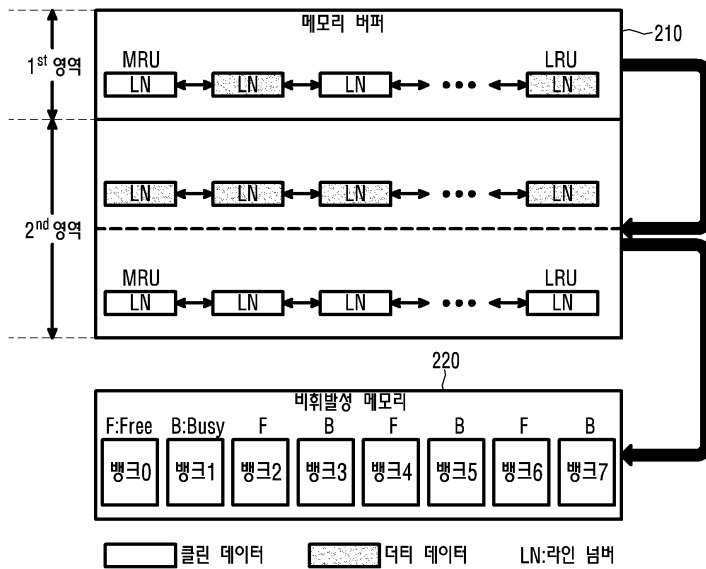 메모리 버퍼
210
1st 영역
MRU LRU
LN LN LN ••• LN
LN LN LN ••• LN
2nd 영역
MRU LRU
LN LN LN ••• LN
220
비휘발성 메모리
F:Free B:Busy F B F B F B
뱅크0 뱅크1 뱅크2 뱅크3 뱅크4 뱅크5 뱅크6 뱅크7
클린 데이터 더티 데이터 LN:라인 넘버